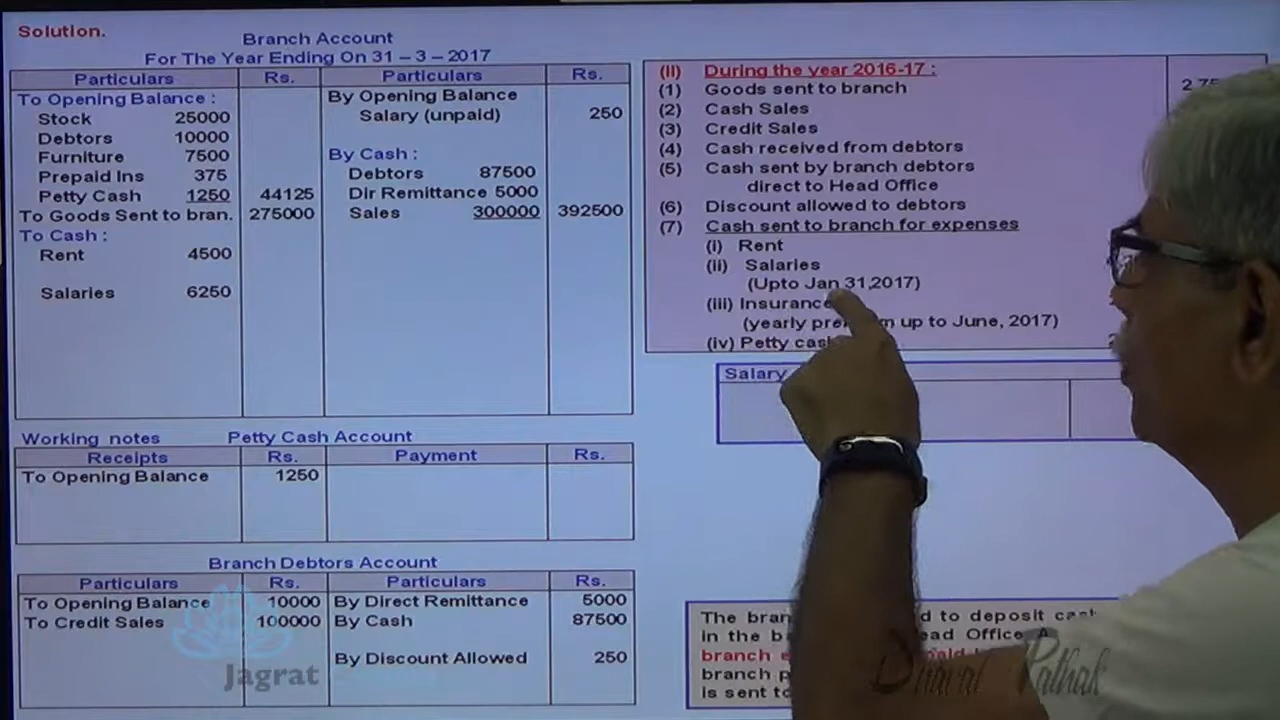 Solution.
Branch Account
For The Year Ending On 31 – 3 – 2017
Particulars Rs. Particulars Rs.
To Opening Balance : By Opening Balance
Stock 25000 Salary (unpaid) 250
Debtors 10000
Furniture 7500 By Cash :
Prepaid Ins 375 Debtors 87500
Petty Cash 1250 44125 Dir Remittance 5000
To Goods Sent to bran. 275000 Sales 300000 392500
To Cash :
Rent 4500
Salaries 6250
Working notes Petty Cash Account
Receipts Rs. Payment Rs.
To Opening Balance 1250
Branch Debtors Account
Particulars Rs. Particulars Rs.
To Opening Balance 10000 By Direct Remittance 5000
To Credit Sales 100000 By Cash 87500
By Discount Allowed 250
Jagrat
(II) During the year 2016-17 :
(1) Goods sent to branch
(2) Cash Sales
(3) Credit Sales
(4) Cash received from debtors
(5) Cash sent by branch debtors
direct to Head Office
(6) Discount allowed to debtors
(7) Cash sent to branch for expenses
(i) Rent
(ii) Salaries
(Upto Jan 31,2017)
(iii) Insurance
(yearly up to June, 2017)
(iv) Petty
Salary
The to deposit
in the Office
branch
branch
is sent
Pathak